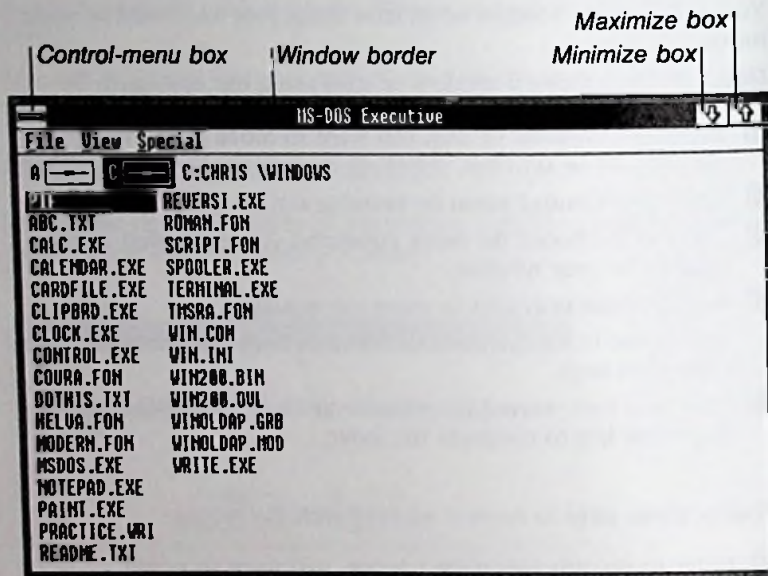 Maximize box
Control-menu box Window border Minimize box
MS-DOS Executive
File View Special
A C C:CHRIS \WINDOWS
REVERSI.EXE
ABC.TXT ROMAN.FON
CALC.EXE SCRIPT.FON
CALENDAR.EXE SPOOLER.EXE
CARDFILE.EXE TERMINAL.EXE
CLIPBRD.EXE TMSRA.FON
CLOCK.EXE WIN.COM
CONTROL.EXE WIN.INI
COURA.FON WIN200.BIN
DOTHIS.TXT WIN200.OVL
HELVA.FON WINOLDAP.GRB
MODERN.FON WINOLDAP.MOD
MSDOS.EXE WRITE.EXE
NOTEPAD.EXE
PAINT.EXE
PRACTICE.WRI
README.TXT